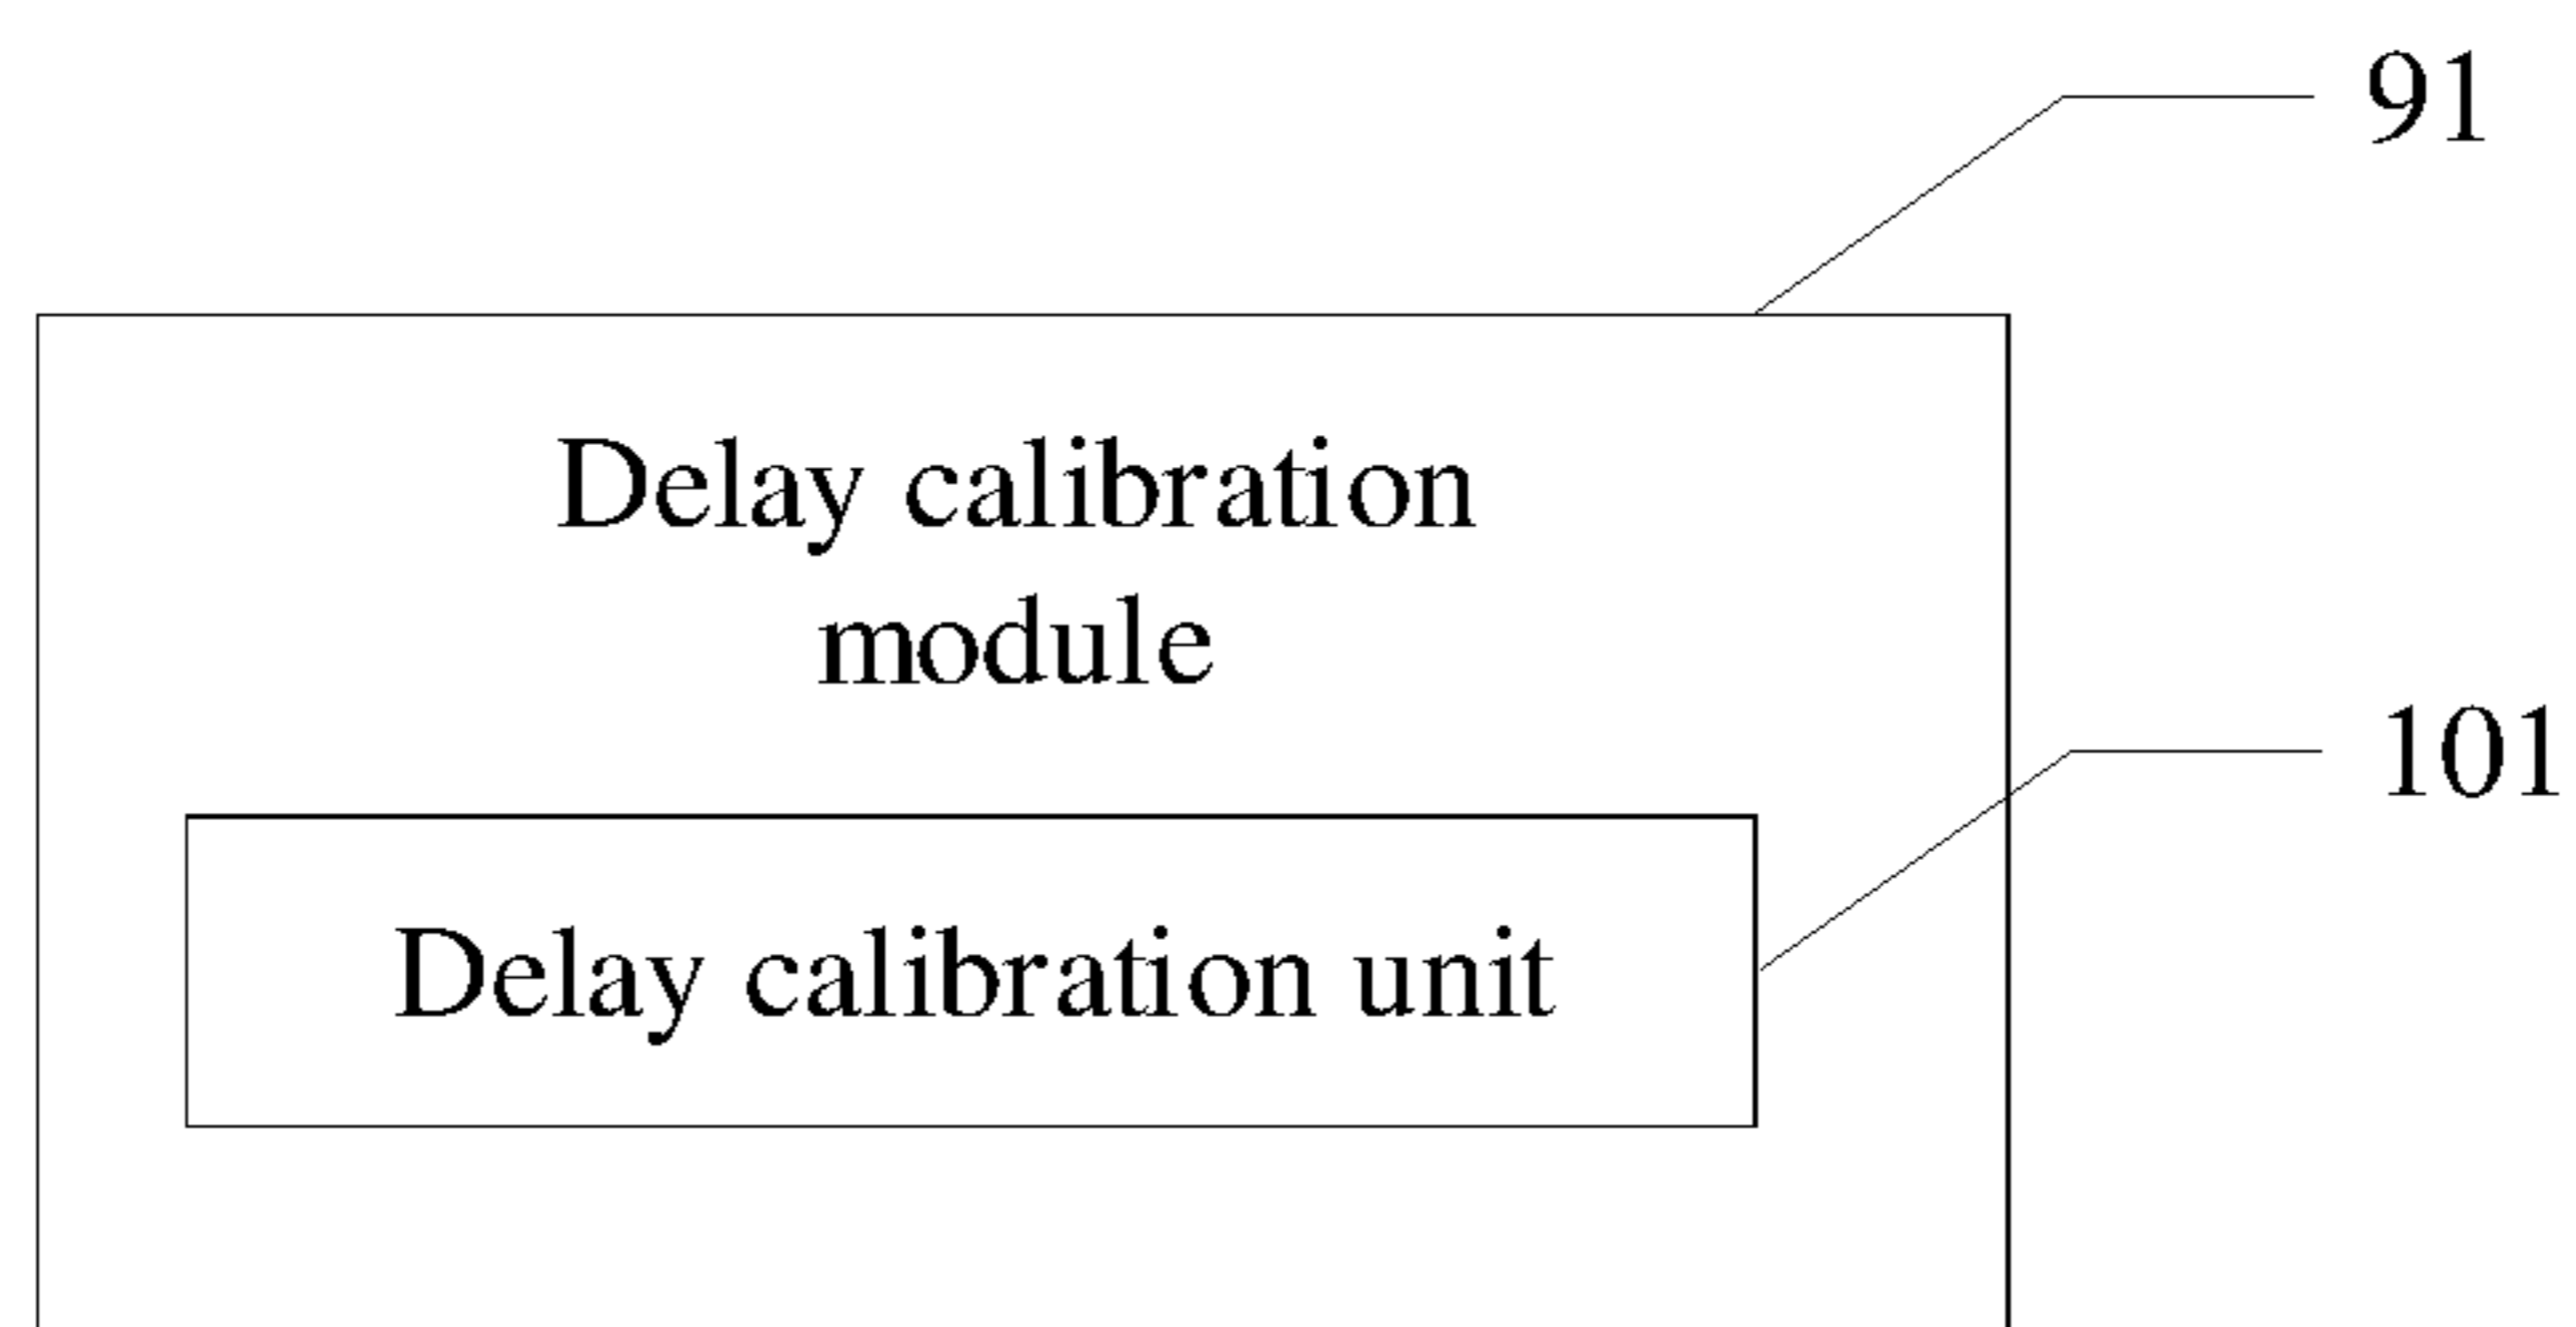 91
Delay calibration
module
101
Delay calibration unit